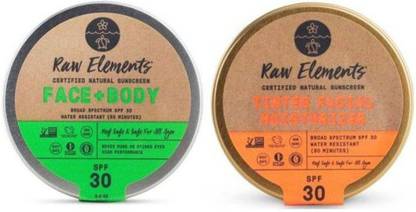 Raw Elements
CERTIFIED NATURAL SUNSCREEN
FACE+BODY
BROAD SPECTRUM SPF 30
WATER RESISTANT (80 MINUTES)
Reef Safe & Safe For All Ages
SPF
30
Raw Elements
CERTIFIED NATURAL SUNSCREEN
TINTED FACIAL
MOISTURIZER
BROAD SPECTRUM SPF 30
WATER RESISTANT
(80 MINUTES)
Reef Safe & Safe For All Ages
SPF
30